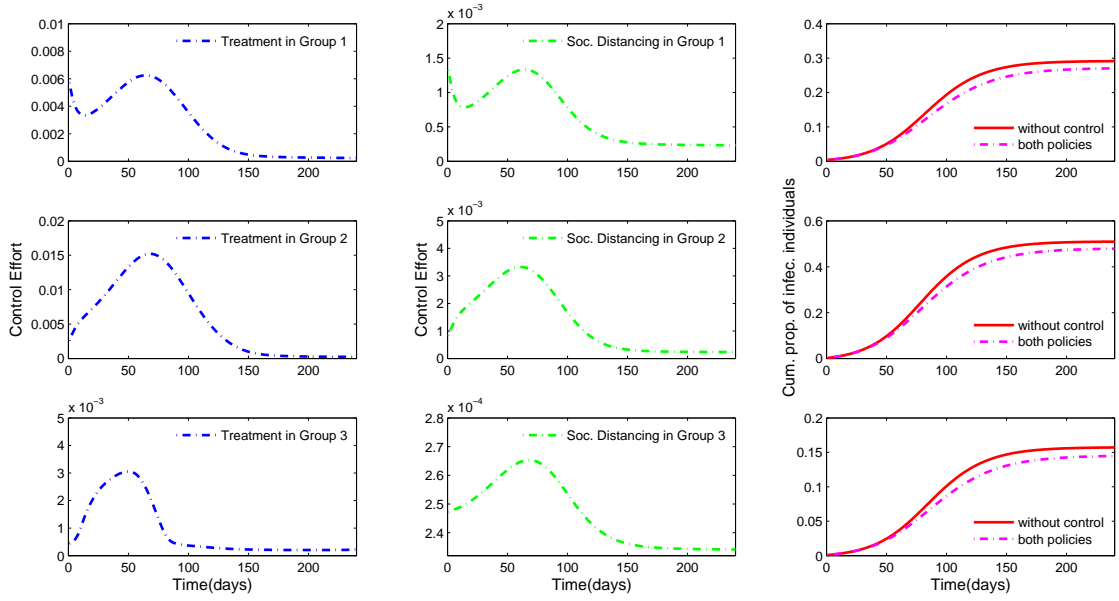 0.01
0.008
0.006
0.004
0.002
0
0 50 100 150 200
Treatment in Group 1
x 10⁻³
2
1.5
1
0.5
0
0 50 100 150 200
Soc. Distancing in Group 1
0.4
0.3
0.2
0.1
0
0 50 100 150 200
without control
both policies
Control Effort
0.02
0.015
0.01
0.005
0
0 50 100 150 200
Treatment in Group 2
Control Effort
x 10⁻³
5
4
3
2
1
0
0 50 100 150 200
Soc. Distancing in Group 2
Cum. prop. of infec. individuals
0.6
0.4
0.2
0
0 50 100 150 200
without control
both policies
x 10⁻³
5
4
3
2
1
0
0 50 100 150 200
Time(days)
Treatment in Group 3
x 10⁻⁴
2.8
2.7
2.6
2.5
2.4
0 50 100 150 200
Time(days)
Soc. Distancing in Group 3
0.2
0.15
0.1
0.05
0
0 50 100 150 200
Time(days)
without control
both policies